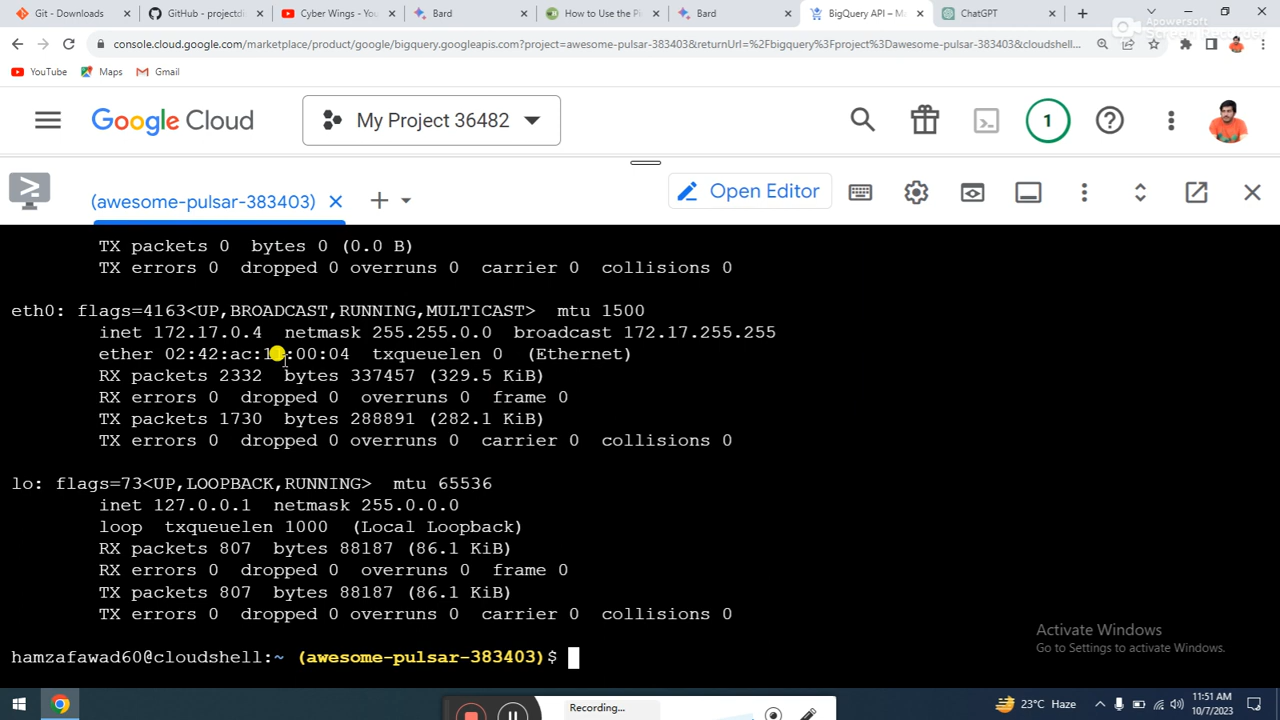 Git - Downloads
GitHub - projectdi
Cyber Wings - You
Bard
How to Use the Pi
Bard
BigQuery API – M
ChatGPT
Apowersoft
Screen Recorder
console.cloud.google.com/marketplace/product/google/bigquery.googleapis.com?project=awesome-pulsar-383403&returnUrl=%2Fbigquery%3Fproject%3Dawesome-pulsar-383403&cloudshell...
YouTube
Maps
Gmail
Google Cloud
My Project 36482
1
(awesome-pulsar-383403)
Open Editor
TX packets 0 bytes 0 (0.0 B)
TX errors 0 dropped 0 overruns 0 carrier 0 collisions 0
eth0: flags=4163<UP,BROADCAST,RUNNING,MULTICAST> mtu 1500
inet 172.17.0.4 netmask 255.255.0.0 broadcast 172.17.255.255
ether txqueuelen 0 (Ethernet)
RX packets 2332 bytes 337457 (329.5 KiB)
RX errors 0 dropped 0 overruns 0 frame 0
TX packets 1730 bytes 288891 (282.1 KiB)
TX errors 0 dropped 0 overruns 0 carrier 0 collisions 0
lo: flags=73<UP,LOOPBACK,RUNNING> mtu 65536
inet 127.0.0.1 netmask 255.0.0.0
loop txqueuelen 1000 (Local Loopback)
RX packets 807 bytes 88187 (86.1 KiB)
RX errors 0 dropped 0 overruns 0 frame 0
TX packets 807 bytes 88187 (86.1 KiB)
TX errors 0 dropped 0 overruns 0 carrier 0 collisions 0
hamzafawad60@cloudshell:~ (awesome-pulsar-383403)$
Activate Windows
Go to Settings to activate Windows.
Recording...
23°C Haze
11:51 AM
10/7/2023